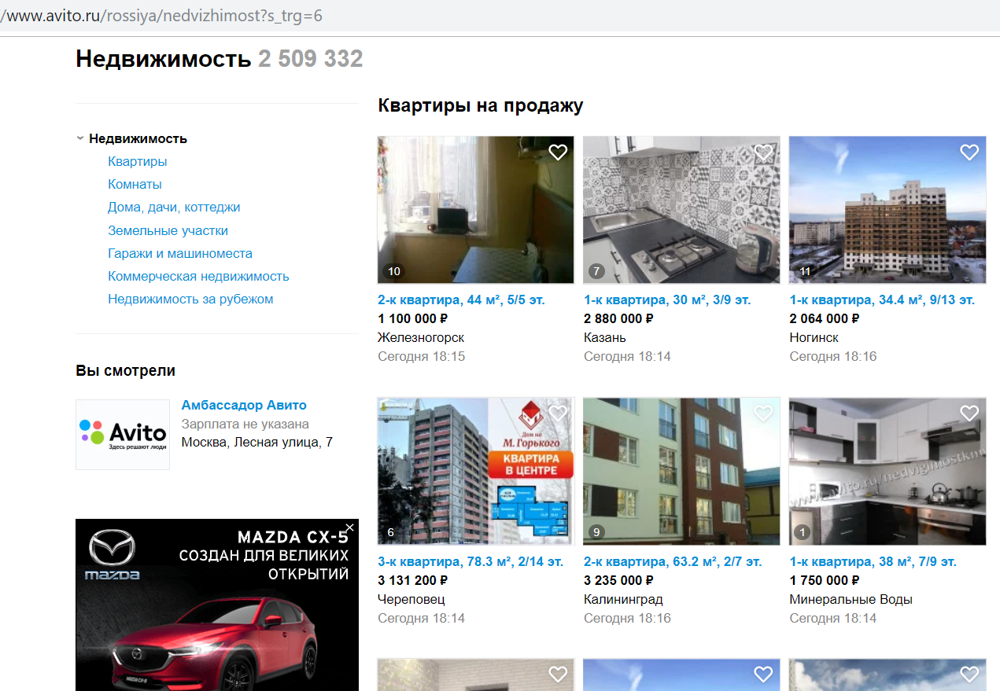 /www.avito.ru/rossiya/nedvizhimost?s_trg=6
Недвижимость 2 509 332
Недвижимость
Квартиры
Комнаты
Дома, дачи, коттеджи
Земельные участки
Гаражи и машиноместа
Коммерческая недвижимость
Недвижимость за рубежом
Вы смотрели
Avito
Здесь решают люди
Амбассадор Авито
Зарплата не указана
Москва, Лесная улица, 7
MAZDA CX-5
СОЗДАН ДЛЯ ВЕЛИКИХ
ОТКРЫТИЙ
mazda
Квартиры на продажу
10
2-к квартира, 44 м², 5/5 эт.
1 100 000 ₽
Железногорск
Сегодня 18:15
7
1-к квартира, 30 м², 3/9 эт.
2 880 000 ₽
Казань
Сегодня 18:14
11
1-к квартира, 34.4 м², 9/13 эт.
2 064 000 ₽
Ногинск
Сегодня 18:16
Дом на
М. Горького
КВАРТИРА
В ЦЕНТРЕ
6
3-к квартира, 78.3 м², 2/14 эт.
3 131 200 ₽
Череповец
Сегодня 18:14
9
2-к квартира, 63.2 м², 2/7 эт.
3 235 000 ₽
Калининград
Сегодня 18:16
www.avito.ru/nedvigimostkmv
1
1-к квартира, 38 м², 7/9 эт.
1 750 000 ₽
Минеральные Воды
Сегодня 18:14